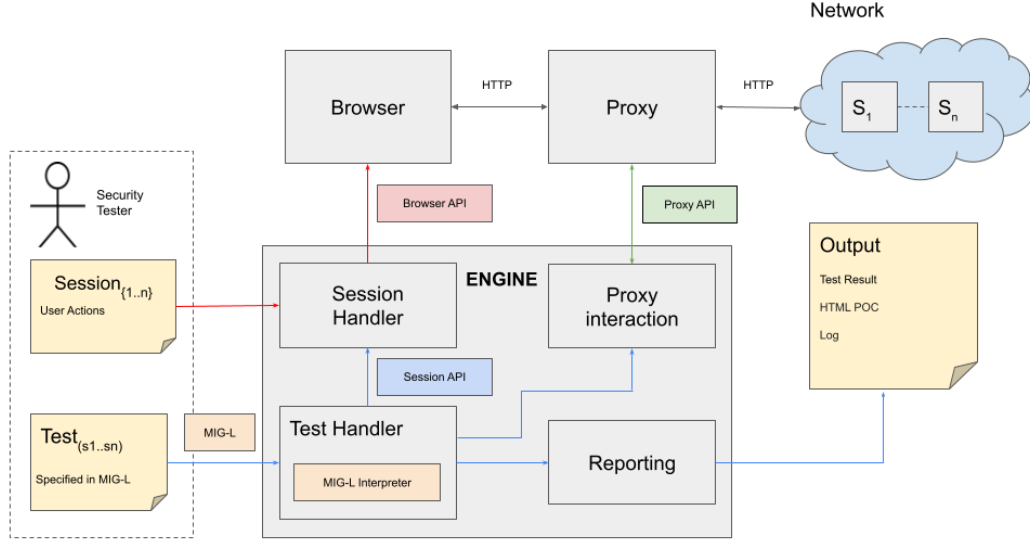 Network
Browser
HTTP
Proxy
HTTP
S1
Sn
Security
Tester
Browser API
Proxy API
Session{1..n}
User Actions
ENGINE
Session
Handler
Proxy
interaction
Output
Test Result
HTML POC
Log
Session API
Test(s1..sn)
Specified in MIG-L
MIG-L
Test Handler
MIG-L Interpreter
Reporting